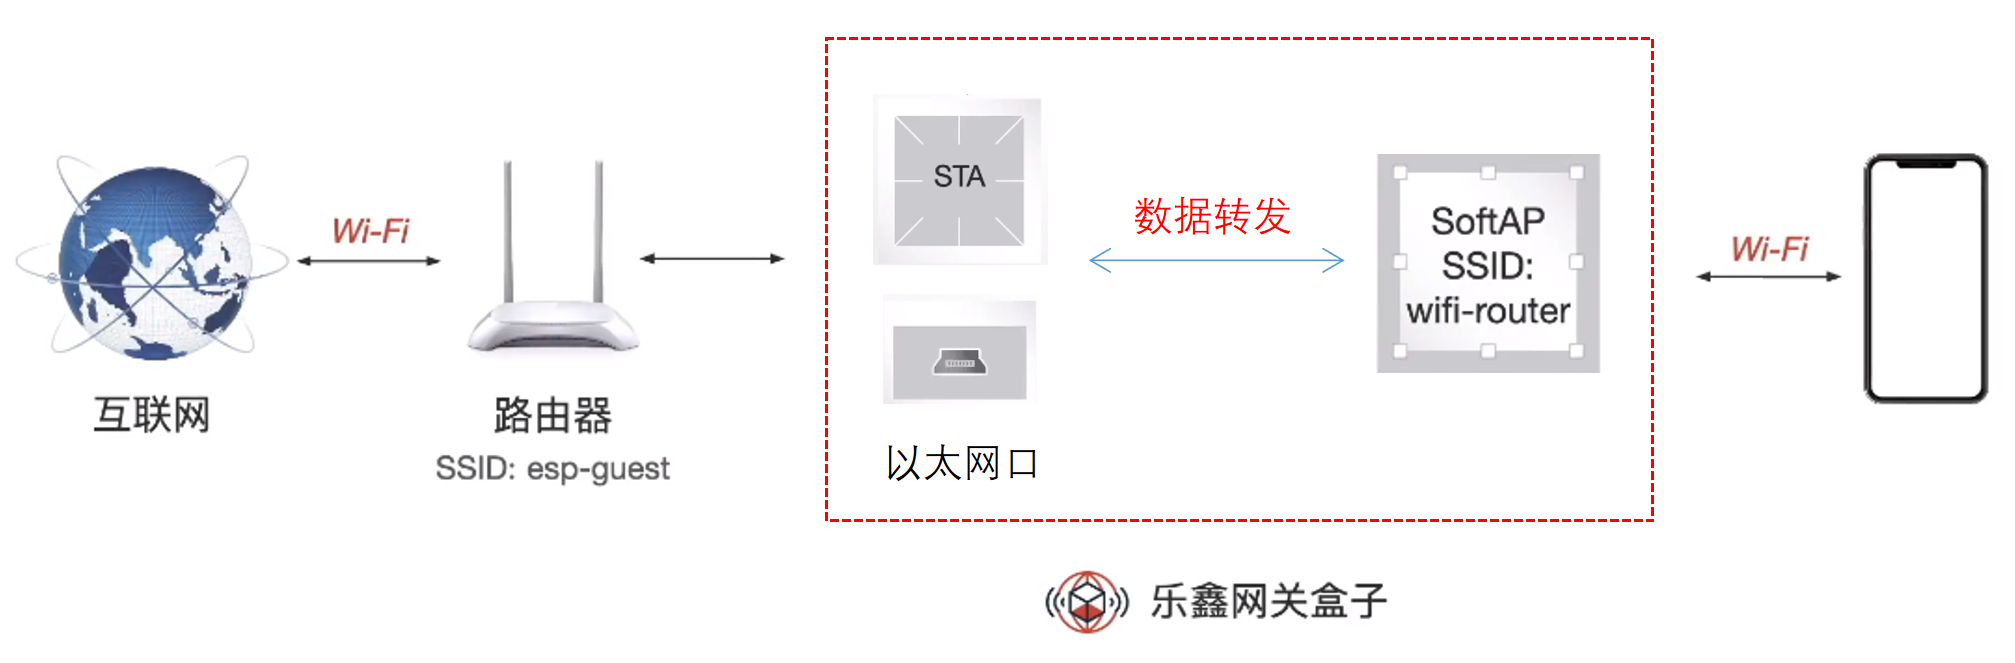 互联网
Wi-Fi
路由器
SSID: esp-guest
STA
以太网口
数据转发
SoftAP
SSID:
wifi-router
Wi-Fi
乐鑫网关盒子